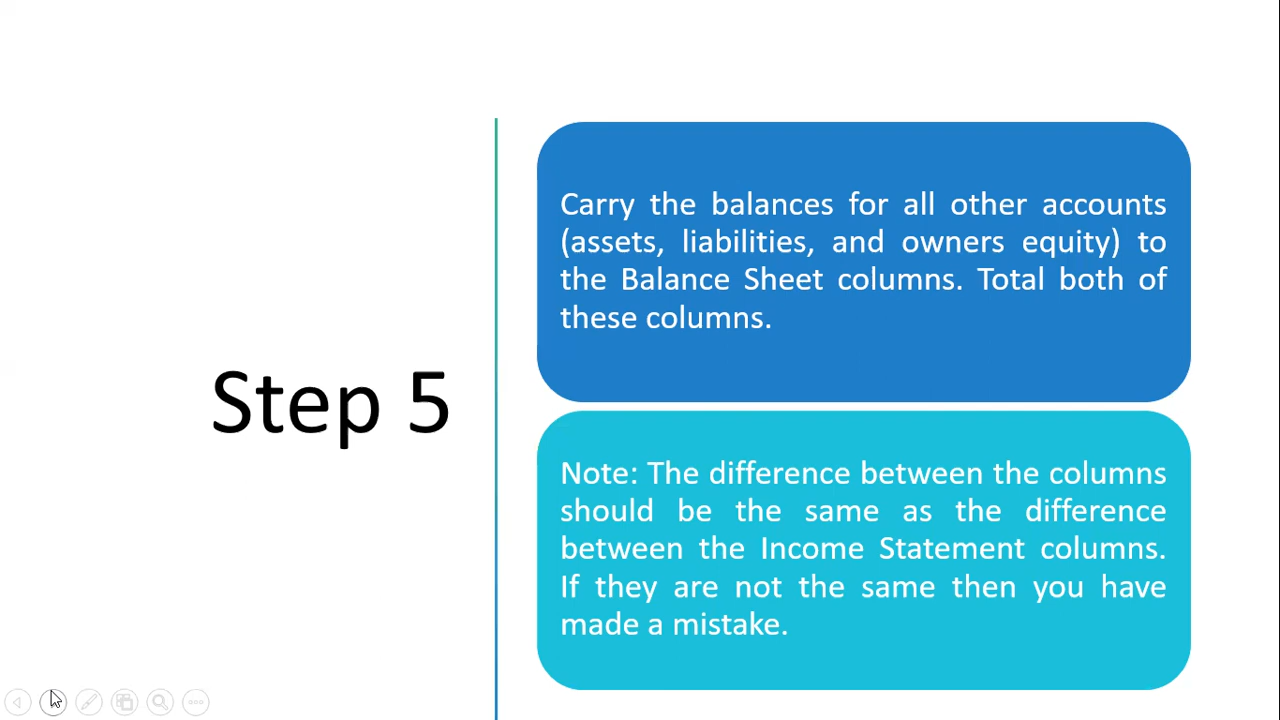 Step 5
Carry the balances for all other accounts
(assets, liabilities, and owners equity) to
the Balance Sheet columns. Total both of
these columns.
Note: The difference between the columns
should be the same as the difference
between the Income Statement columns.
If they are not the same then you have
made a mistake.